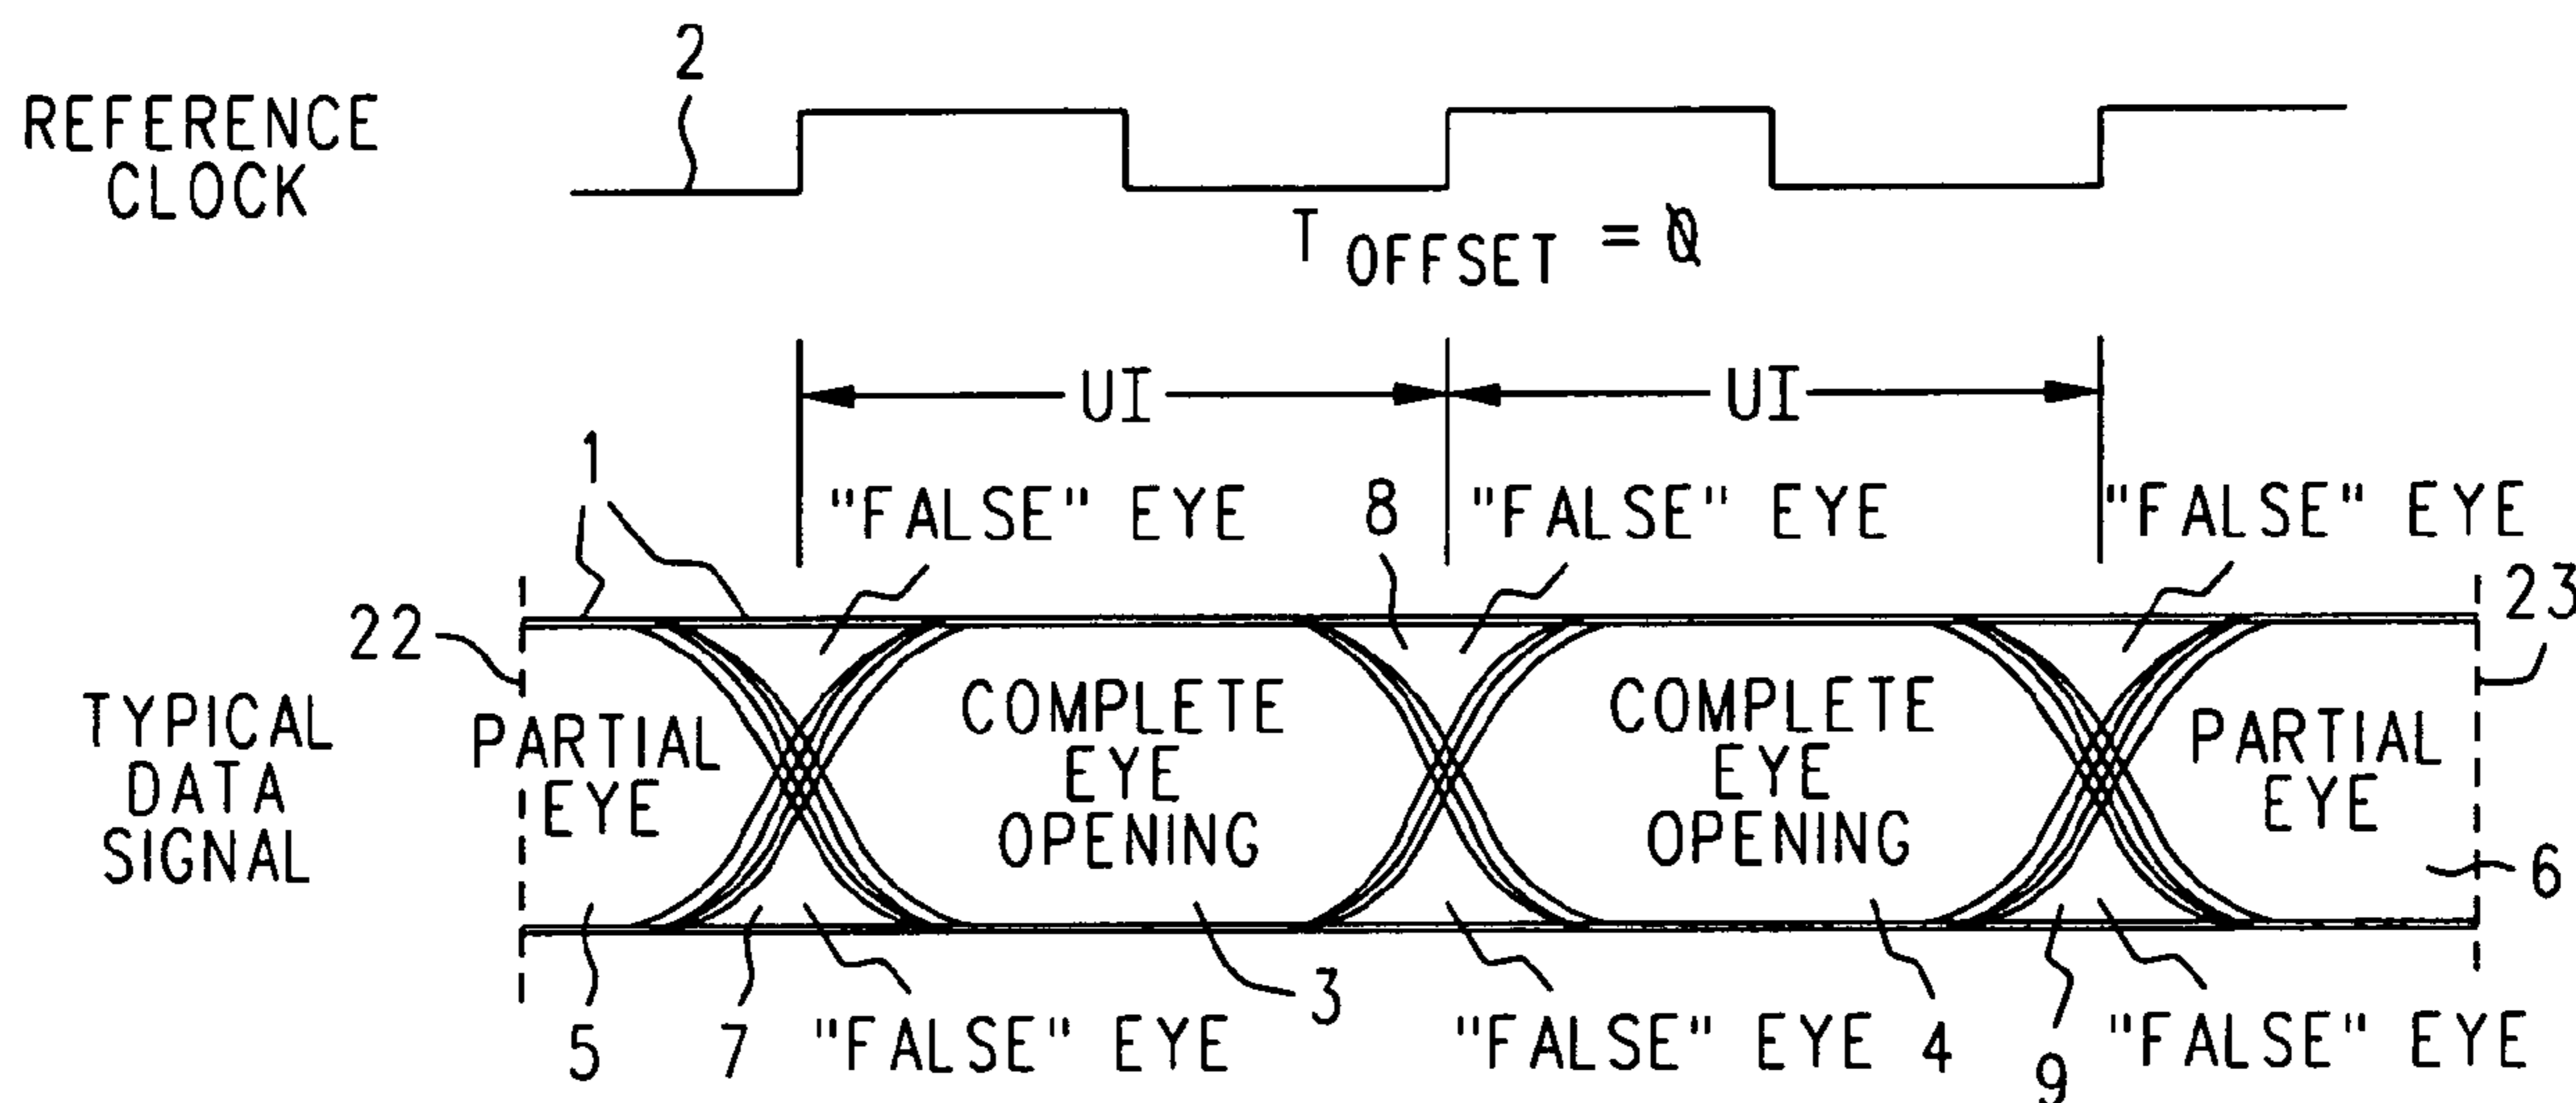 2
REFERENCE
CLOCK
T OFFSET = 0
UI UI
1
"FALSE" EYE
8
"FALSE" EYE
"FALSE" EYE
22
23
TYPICAL
DATA
SIGNAL
PARTIAL
EYE
COMPLETE
EYE
OPENING
COMPLETE
EYE
OPENING
PARTIAL
EYE
6
5
7
"FALSE" EYE
3
"FALSE" EYE
4
9
"FALSE" EYE